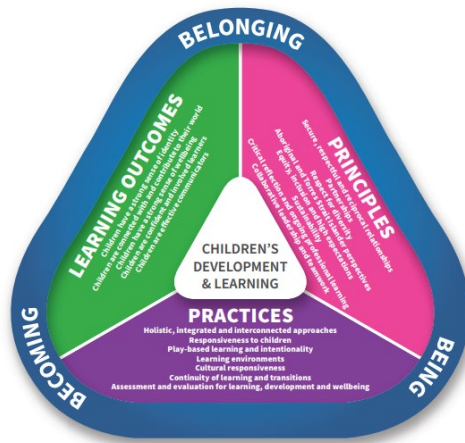 BELONGING
LEARNING OUTCOMES
Children have a strong sense of identity
Children are connected with and contribute to their world
Children have a strong sense of wellbeing
Children are confident and involved learners
Children are effective communicators
PRINCIPLES
Secure, respectful and reciprocal relationships
Partnerships
Respect for diversity
Aboriginal and Torres Strait Islander perspectives
Equity, inclusion and high expectations
Sustainability
Critical reflection and ongoing professional learning
Collaborative leadership and teamwork
CHILDREN'S
DEVELOPMENT
& LEARNING
PRACTICES
Holistic, integrated and interconnected approaches
Responsiveness to children
Play-based learning and intentionality
Learning environments
Cultural responsiveness
Continuity of learning and transitions
Assessment and evaluation for learning, development and wellbeing
BECOMING
BEING